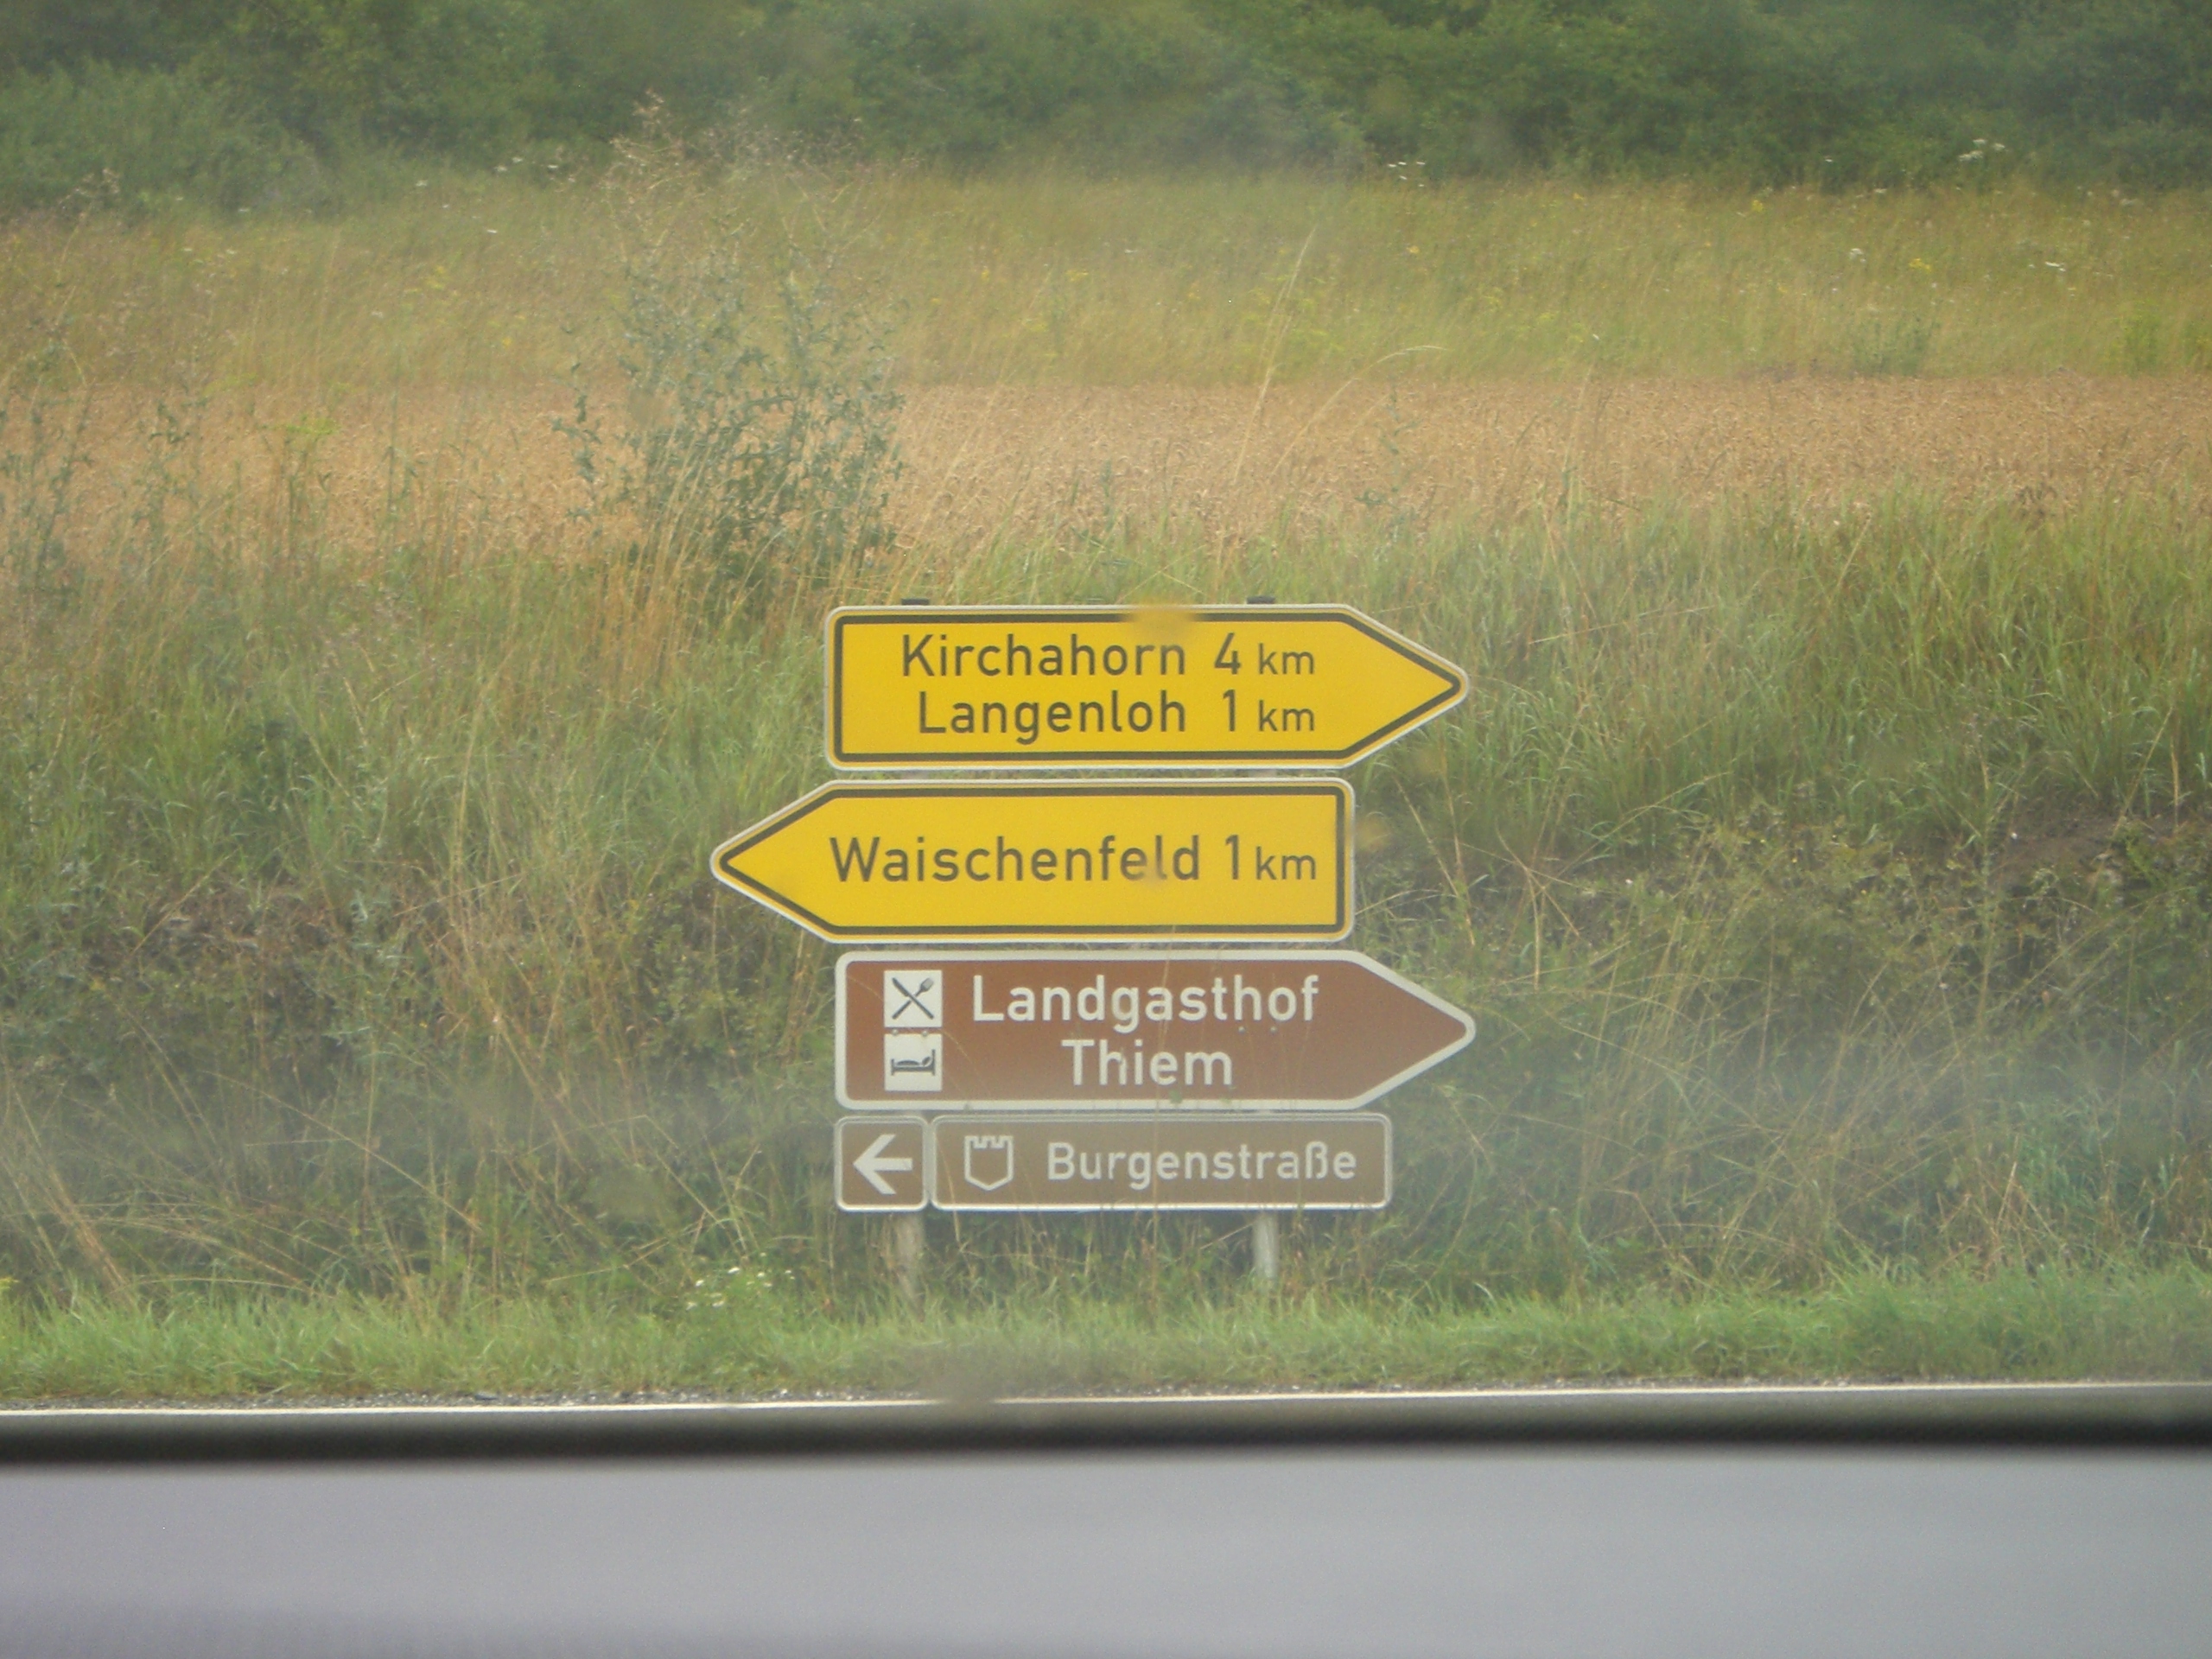 Kirchahorn 4 km
Langenloh 1 km
Waischenfeld 1 km
Landgasthof
Thiem
Burgenstraße